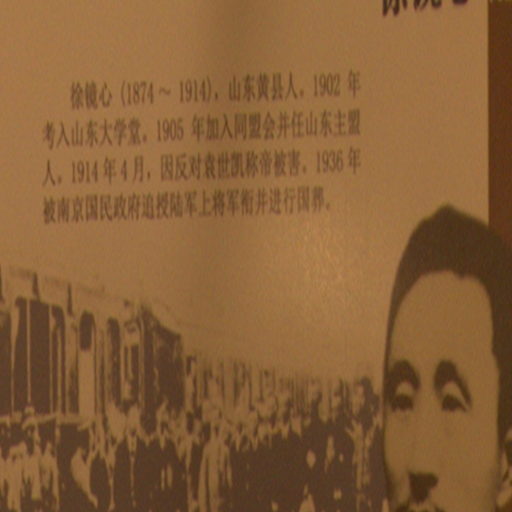 徐镜心
徐镜心 (1874～1914)，山东黄县人。1902 年
考入山东大学堂。1905 年加入同盟会并任山东主盟
人。1914 年 4 月，因反对袁世凯称帝被害。1936 年
被南京国民政府追授陆军上将军衔并进行国葬。